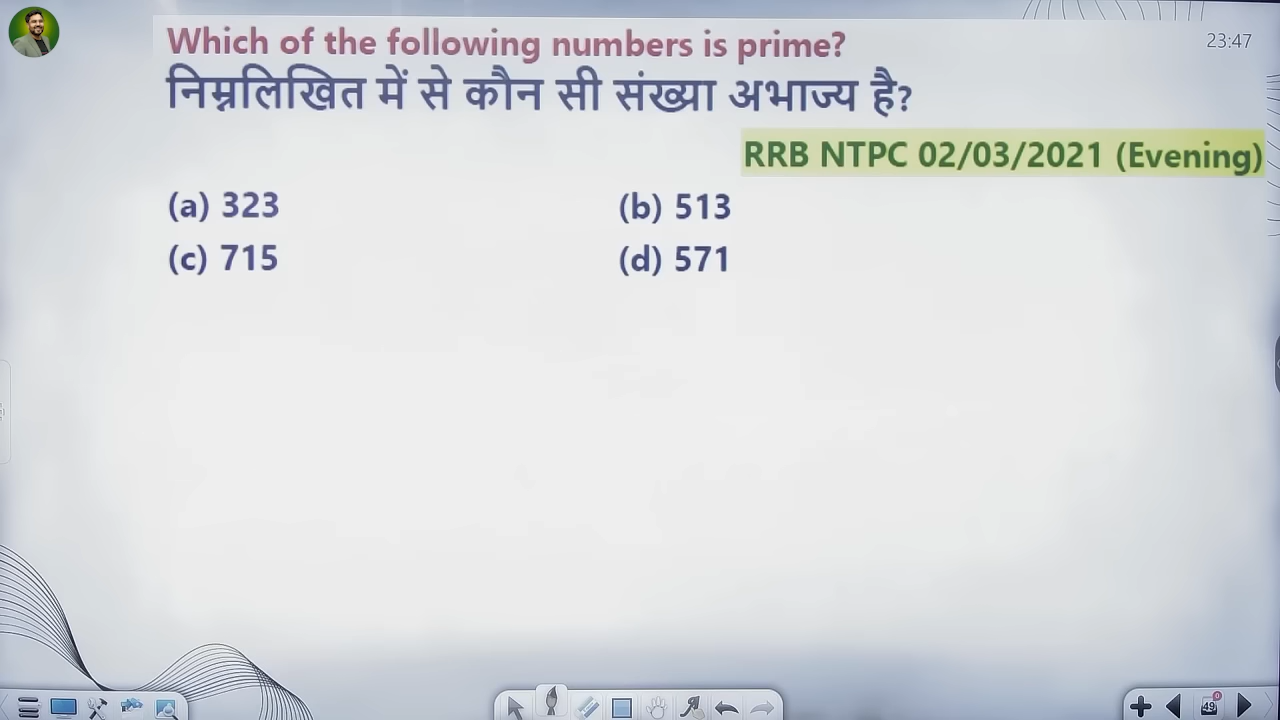 Which of the following numbers is prime?
23:47
निम्नलिखित में से कौन सी संख्या अभाज्य है?
RRB NTPC 02/03/2021 (Evening)
(a) 323 (b) 513
(c) 715 (d) 571
49